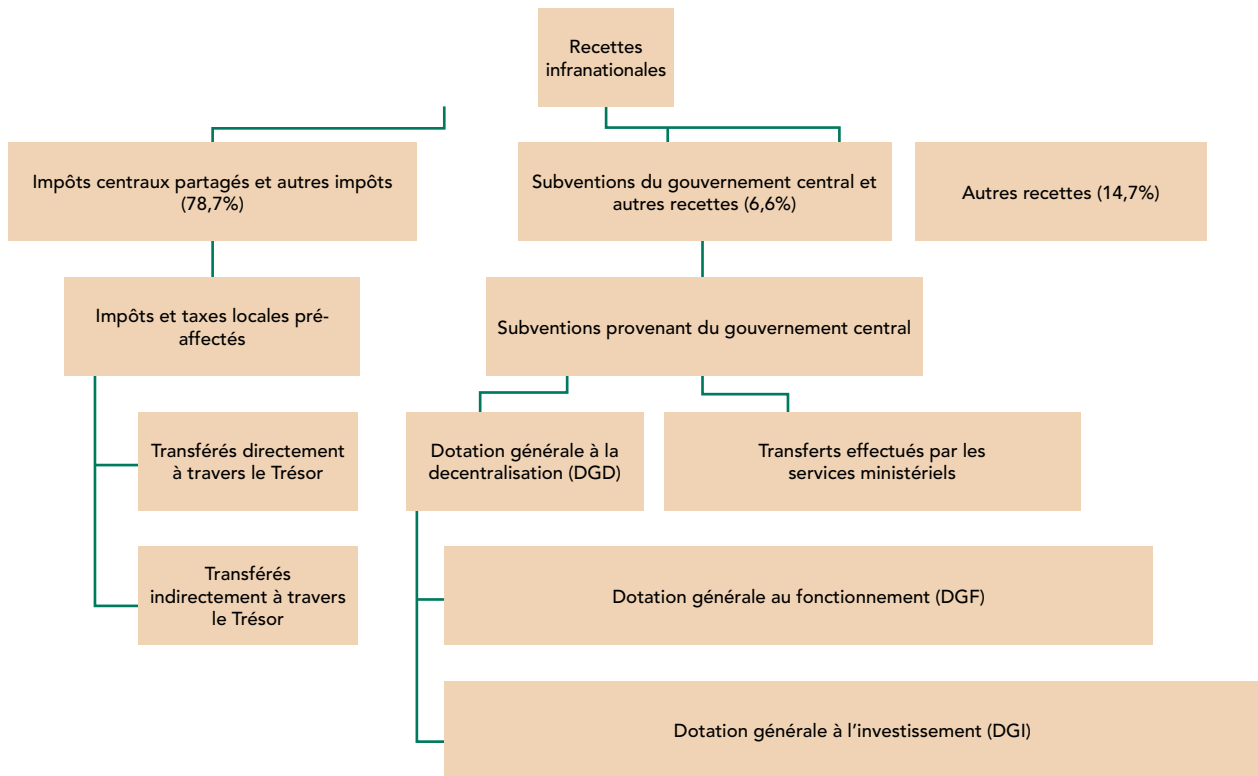 Recettes
infranationales
Impôts centraux partagés et autres impôts
(78,7%)
Subventions du gouvernement central et
autres recettes (6,6%)
Autres recettes (14,7%)
Impôts et taxes locales pré-
affectés
Subventions provenant du gouvernement central
Transférés directement
à travers le Trésor
Dotation générale à la
decentralisation (DGD)
Transferts effectués par les
services ministériels
Transférés
indirectement à travers
le Trésor
Dotation générale au fonctionnement (DGF)
Dotation générale à l’investissement (DGI)